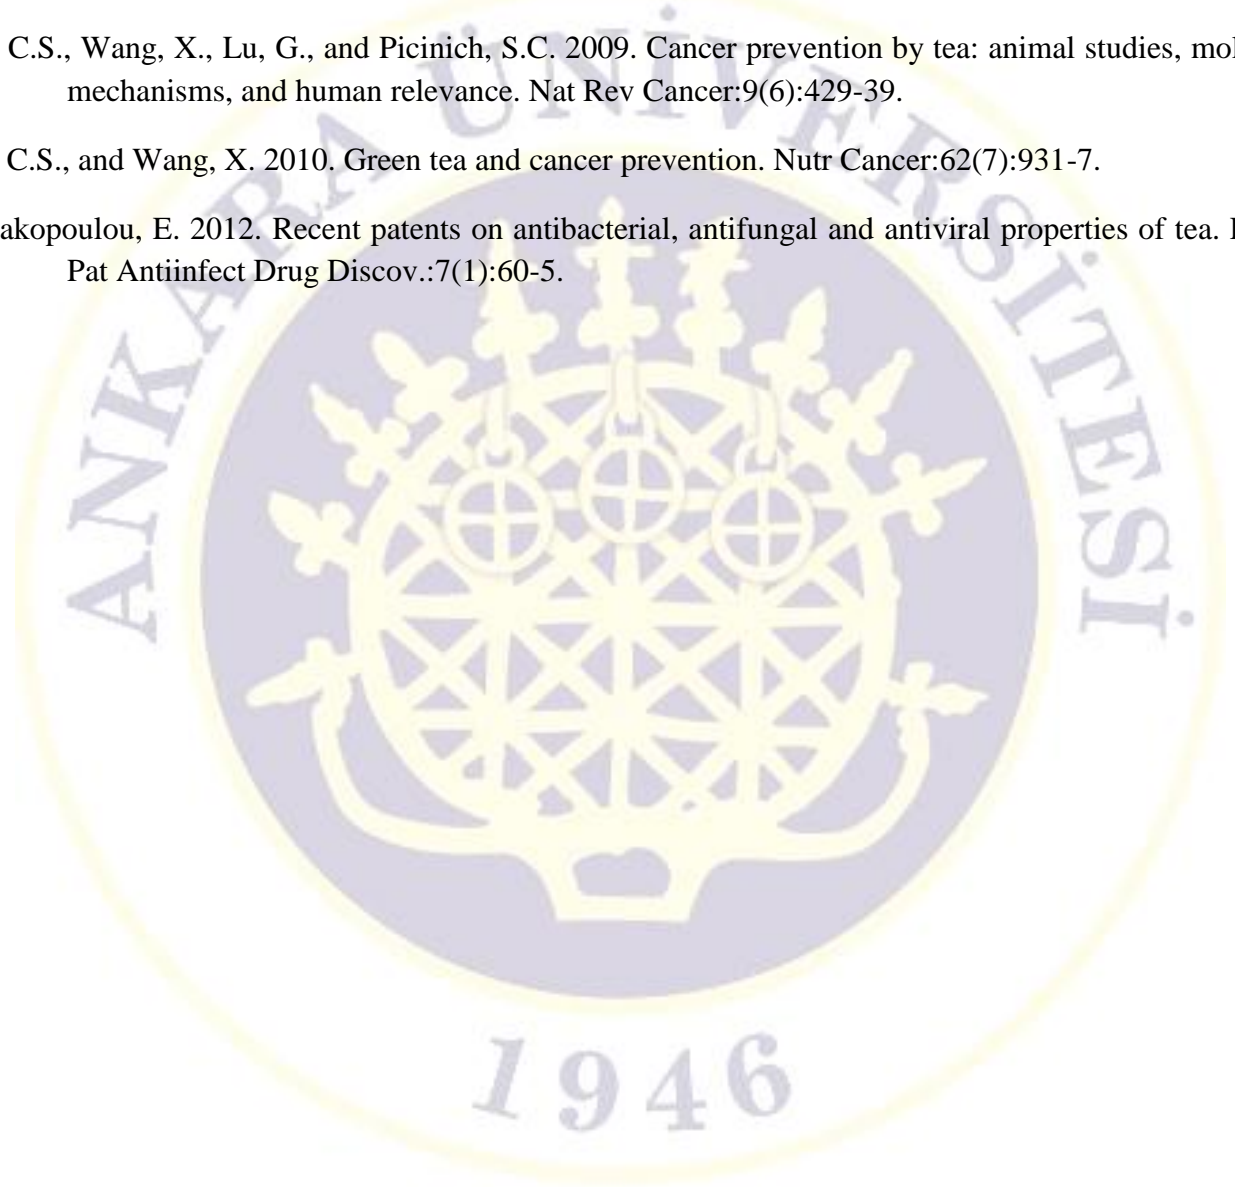 C.S., Wang, X., Lu, G., and Picinich, S.C. 2009. Cancer prevention by tea: animal studies,
mechanisms, and human relevance. Nat Rev Cancer:9(6):429-39.
C.S., and Wang, X. 2010. Green tea and cancer prevention. Nutr Cancer:62(7):931-7.
akopoulou, E. 2012. Recent patents on antibacterial, antifungal and antiviral properties of tea.
Pat Antiinfect Drug Discov.:7(1):60-5.
ANKARA ÜNİVERSİTESİ
1946